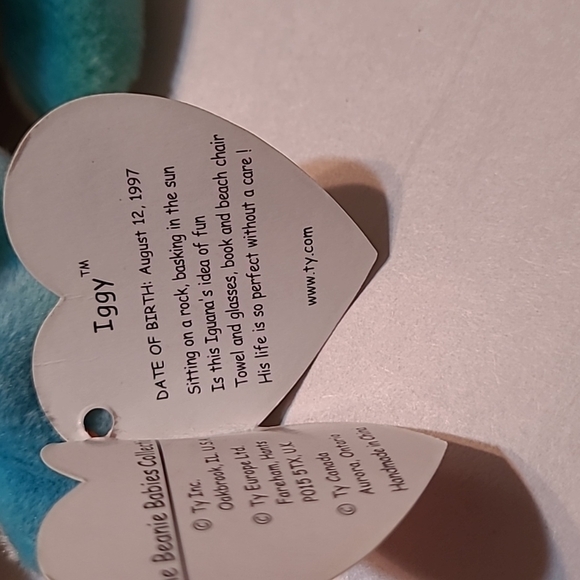 Iggy™
DATE OF BIRTH: August 12, 1997
Sitting on a rock, basking in the sun
Is this Iguana's idea of fun
Towel and glasses, book and beach chair
His life is so perfect without a care !
www.ty.com
Beanie Babies
© Ty Inc.
Oakbrook, IL
© Ty Europe Ltd.
Fareham, Hants
PO15 5TX, UK
© Ty Canada
Aurora, Ontario
Handmade in